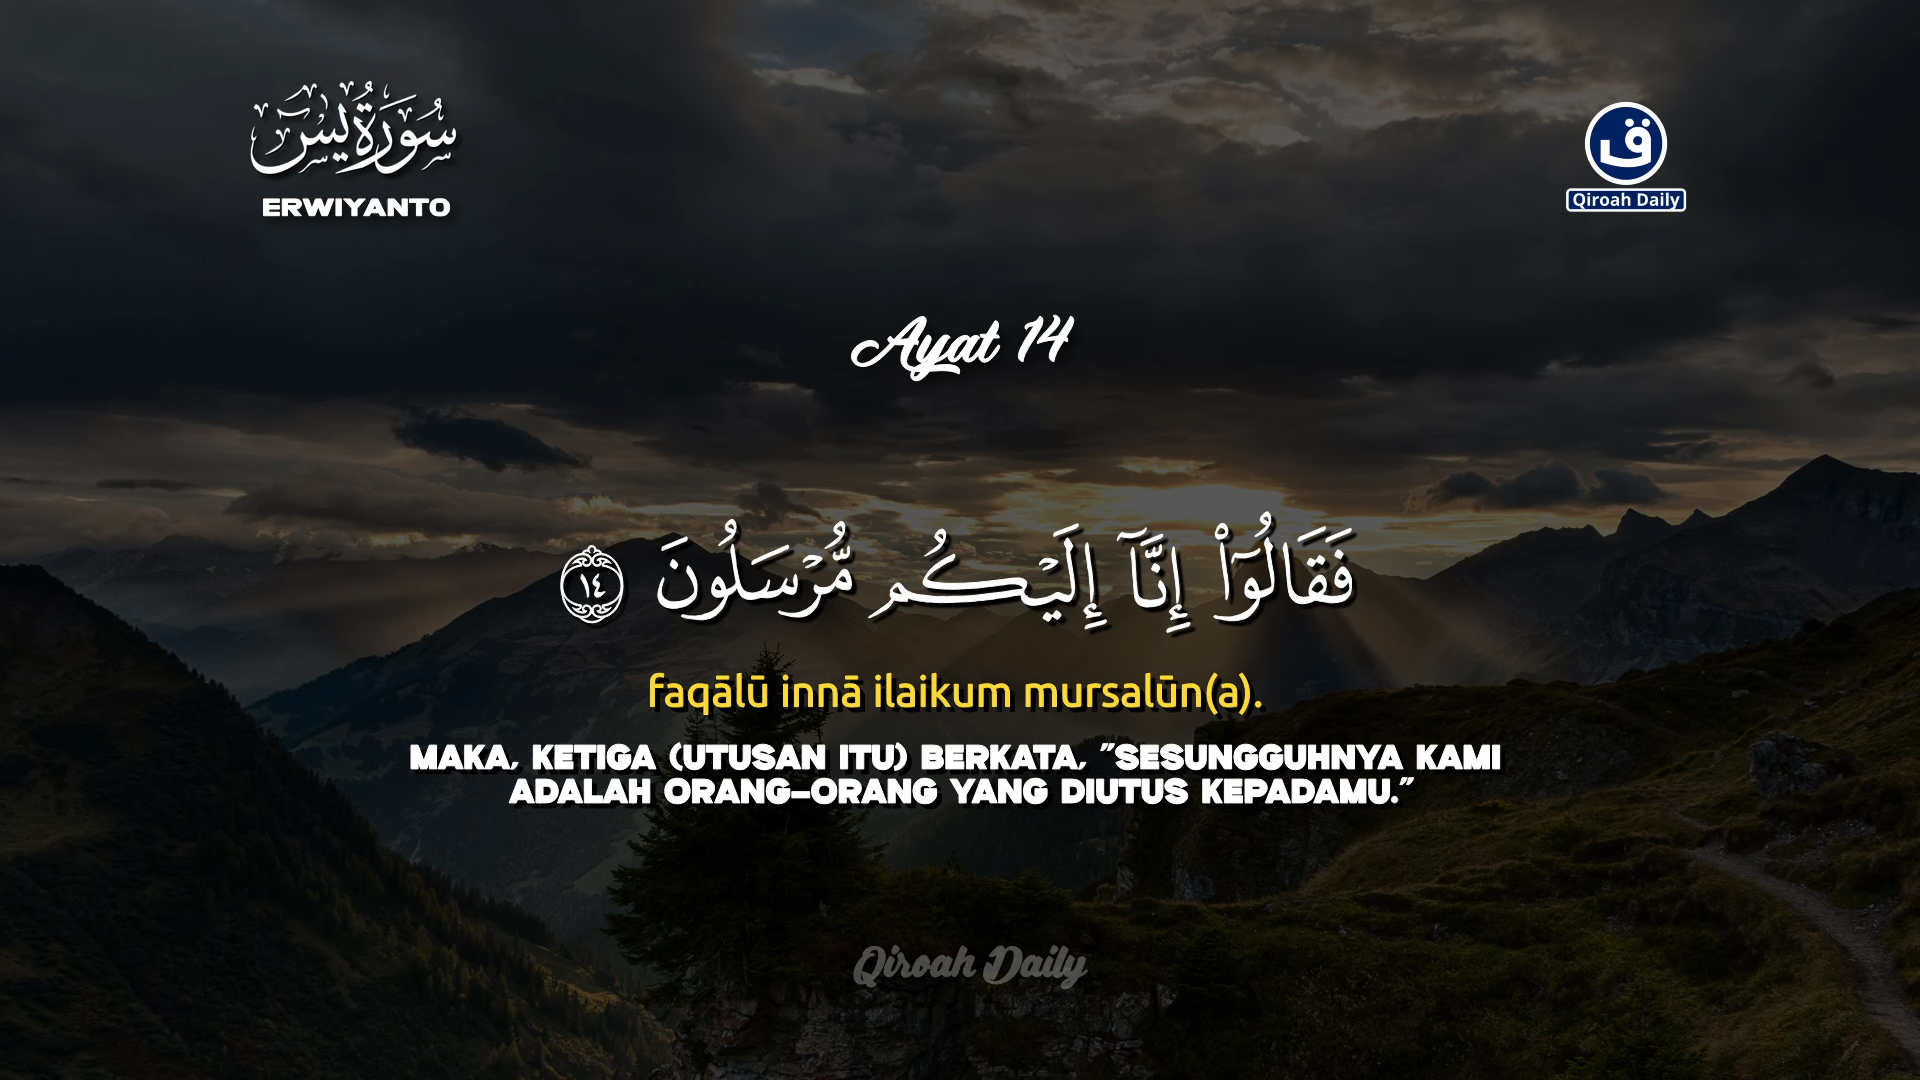 سُورَةُ يسٓ
ERWIYANTO
ق
Qiroah Daily
Ayat 14
فَقَالُوٓا۟ إِنَّآ إِلَيْكُم مُّرْسَلُونَ ١٤
faqālū innā ilaikum mursalūn(a).
MAKA, KETIGA (UTUSAN ITU) BERKATA, "SESUNGGUHNYA KAMI
ADALAH ORANG-ORANG YANG DIUTUS KEPADAMU."
Qiroah Daily